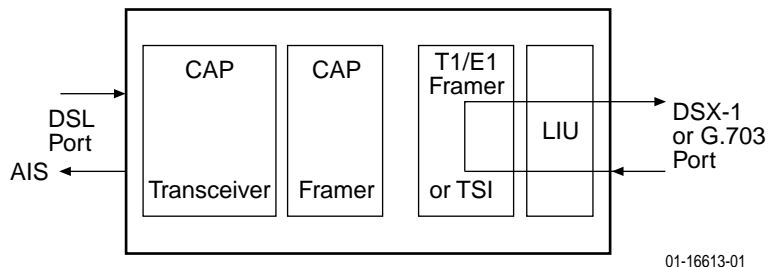 CAP
Transceiver
CAP
Framer
T1/E1
Framer
or TSI
LIU
DSL
Port
AIS
DSX-1
or G.703
Port
01-16613-01